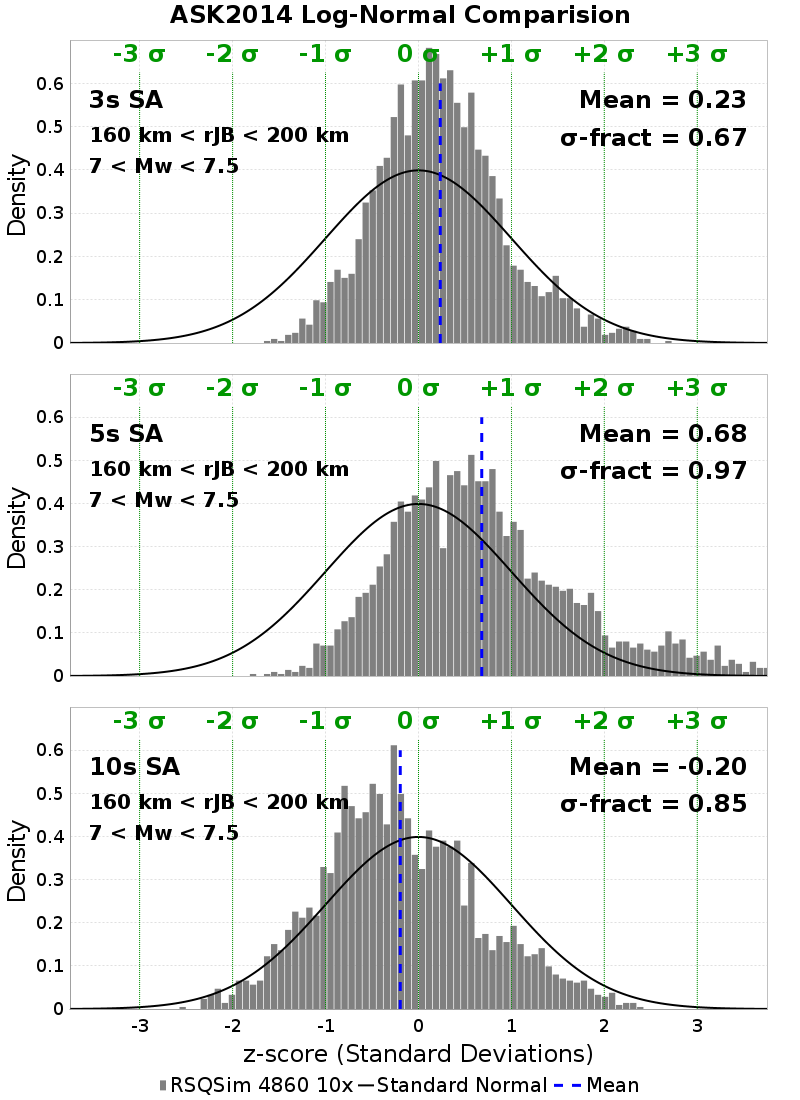 ASK2014 Log-Normal Comparision
-3 σ -2 σ -1 σ 0 σ +1 σ +2 σ +3 σ
3s SA
160 km < rJB < 200 km
7 < Mw < 7.5
Mean = 0.23
σ-fract = 0.67
Density
0.6
0.5
0.4
0.3
0.2
0.1
0
-3 σ -2 σ -1 σ 0 σ +1 σ +2 σ +3 σ
5s SA
160 km < rJB < 200 km
7 < Mw < 7.5
Mean = 0.68
σ-fract = 0.97
Density
0.6
0.5
0.4
0.3
0.2
0.1
0
-3 σ -2 σ -1 σ 0 σ +1 σ +2 σ +3 σ
10s SA
160 km < rJB < 200 km
7 < Mw < 7.5
Mean = -0.20
σ-fract = 0.85
Density
0.6
0.5
0.4
0.3
0.2
0.1
0
-3 -2 -1 0 1 2 3
z-score (Standard Deviations)
RSQSim 4860 10x Standard Normal Mean